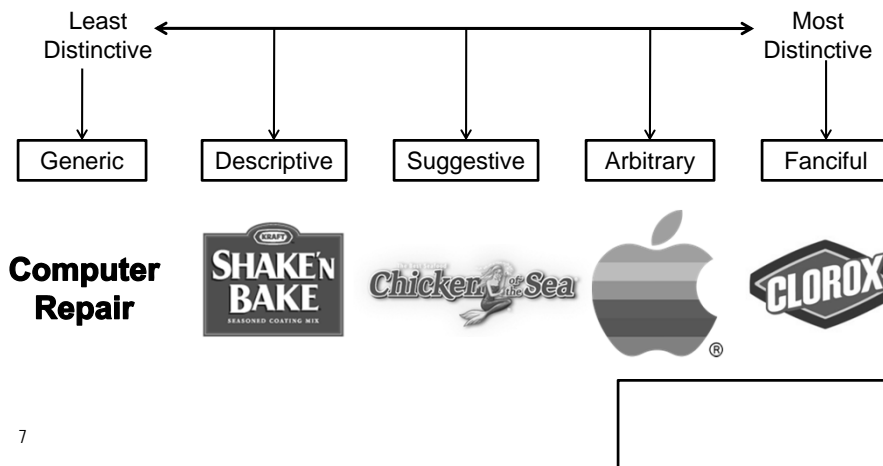 Least
Distinctive
Most
Distinctive
Generic
Descriptive
Suggestive
Arbitrary
Fanciful
Computer
Repair
KRAFT
SHAKE'N
BAKE
SEASONED COATING MIX
Chicken of the Sea
®
CLOROX
7